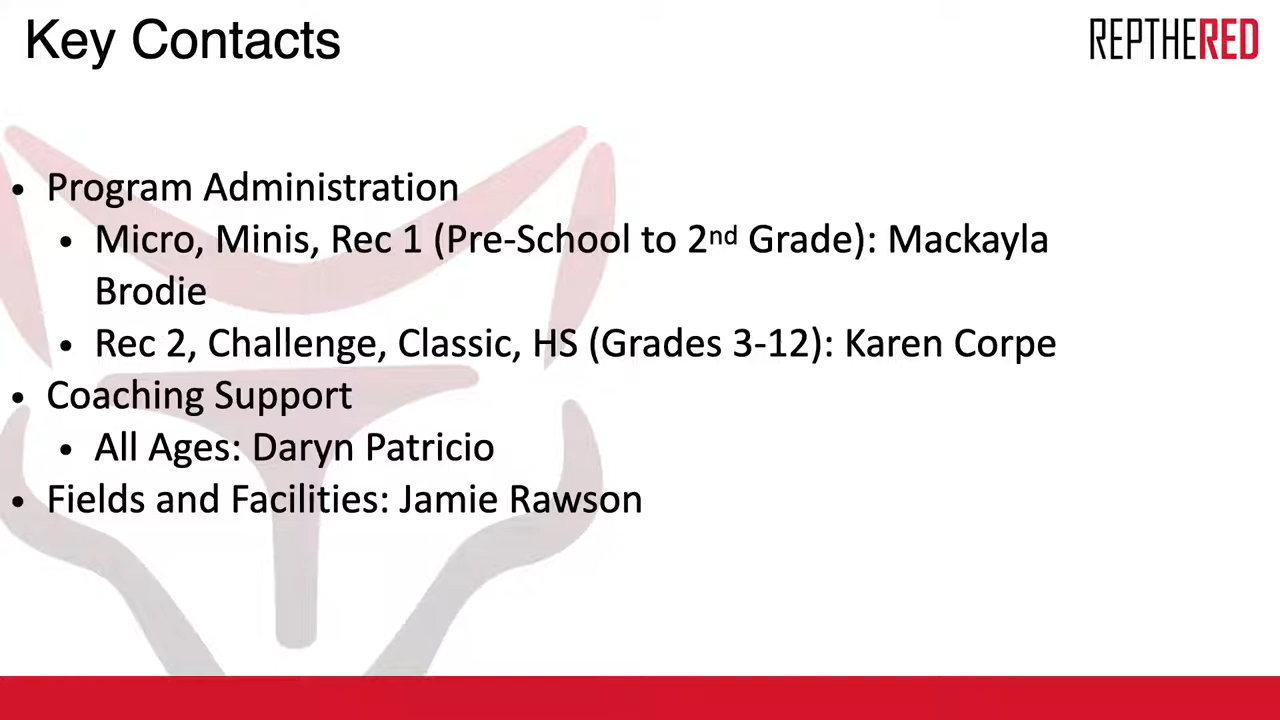 Key Contacts
REPTHERED
• Program Administration
• Micro, Minis, Rec 1 (Pre-School to 2nd Grade): Mackayla
Brodie
• Rec 2, Challenge, Classic, HS (Grades 3-12): Karen Corpe
• Coaching Support
• All Ages: Daryn Patricio
• Fields and Facilities: Jamie Rawson